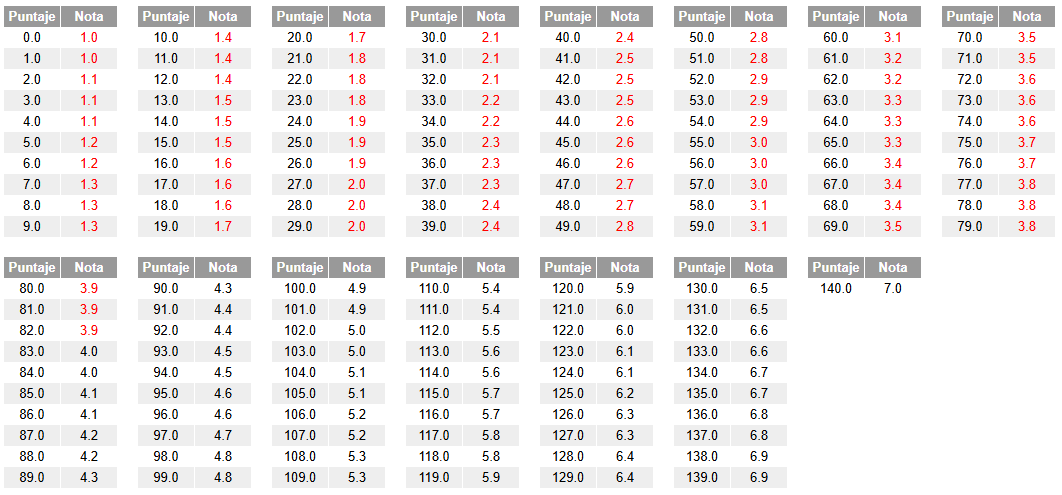 Puntaje Nota Puntaje Nota Puntaje Nota Puntaje Nota Puntaje Nota Puntaje Nota Puntaje Nota Puntaje Nota
0.0 1.0 10.0 1.4 20.0 1.7 30.0 2.1 40.0 2.4 50.0 2.8 60.0 3.1 70.0 3.5
1.0 1.0 11.0 1.4 21.0 1.8 31.0 2.1 41.0 2.5 51.0 2.8 61.0 3.2 71.0 3.5
2.0 1.1 12.0 1.4 22.0 1.8 32.0 2.1 42.0 2.5 52.0 2.9 62.0 3.2 72.0 3.6
3.0 1.1 13.0 1.5 23.0 1.8 33.0 2.2 43.0 2.5 53.0 2.9 63.0 3.3 73.0 3.6
4.0 1.1 14.0 1.5 24.0 1.9 34.0 2.2 44.0 2.6 54.0 2.9 64.0 3.3 74.0 3.6
5.0 1.2 15.0 1.5 25.0 1.9 35.0 2.3 45.0 2.6 55.0 3.0 65.0 3.3 75.0 3.7
6.0 1.2 16.0 1.6 26.0 1.9 36.0 2.3 46.0 2.6 56.0 3.0 66.0 3.4 76.0 3.7
7.0 1.3 17.0 1.6 27.0 2.0 37.0 2.3 47.0 2.7 57.0 3.0 67.0 3.4 77.0 3.8
8.0 1.3 18.0 1.6 28.0 2.0 38.0 2.4 48.0 2.7 58.0 3.1 68.0 3.4 78.0 3.8
9.0 1.3 19.0 1.7 29.0 2.0 39.0 2.4 49.0 2.8 59.0 3.1 69.0 3.5 79.0 3.8
Puntaje Nota Puntaje Nota Puntaje Nota Puntaje Nota Puntaje Nota Puntaje Nota Puntaje Nota
80.0 3.9 90.0 4.3 100.0 4.9 110.0 5.4 120.0 5.9 130.0 6.5 140.0 7.0
81.0 3.9 91.0 4.4 101.0 4.9 111.0 5.4 121.0 6.0 131.0 6.5
82.0 3.9 92.0 4.4 102.0 5.0 112.0 5.5 122.0 6.0 132.0 6.6
83.0 4.0 93.0 4.5 103.0 5.0 113.0 5.6 123.0 6.1 133.0 6.6
84.0 4.0 94.0 4.5 104.0 5.1 114.0 5.6 124.0 6.1 134.0 6.7
85.0 4.1 95.0 4.6 105.0 5.1 115.0 5.7 125.0 6.2 135.0 6.7
86.0 4.1 96.0 4.6 106.0 5.2 116.0 5.7 126.0 6.3 136.0 6.8
87.0 4.2 97.0 4.7 107.0 5.2 117.0 5.8 127.0 6.3 137.0 6.8
88.0 4.2 98.0 4.8 108.0 5.3 118.0 5.8 128.0 6.4 138.0 6.9
89.0 4.3 99.0 4.8 109.0 5.3 119.0 5.9 129.0 6.4 139.0 6.9